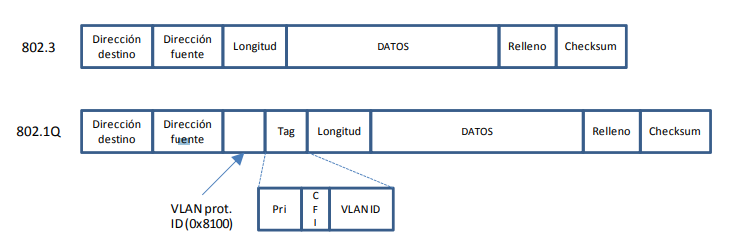 802.3
Dirección destino
Dirección fuente
Longitud
DATOS
Relleno
Checksum
802.1Q
Dirección destino
Dirección fuente
Tag
Longitud
DATOS
Relleno
Checksum
VLAN prot.
ID (0x8100)
Pri
C
F
I
VLAN ID